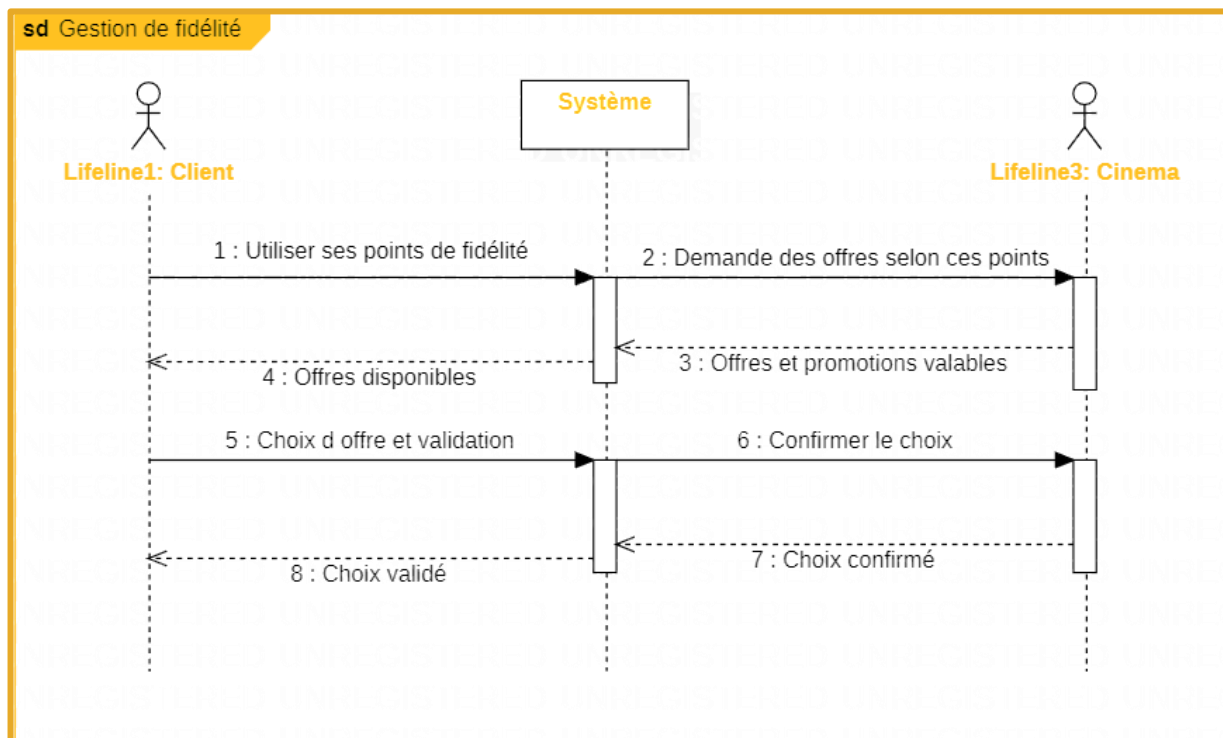 sd Gestion de fidélité
Système
Lifeline1: Client
Lifeline3: Cinema
1 : Utiliser ses points de fidélité
2 : Demande des offres selon ces points
3 : Offres et promotions valables
4 : Offres disponibles
5 : Choix d offre et validation
6 : Confirmer le choix
7 : Choix confirmé
8 : Choix validé
UNREGISTERED